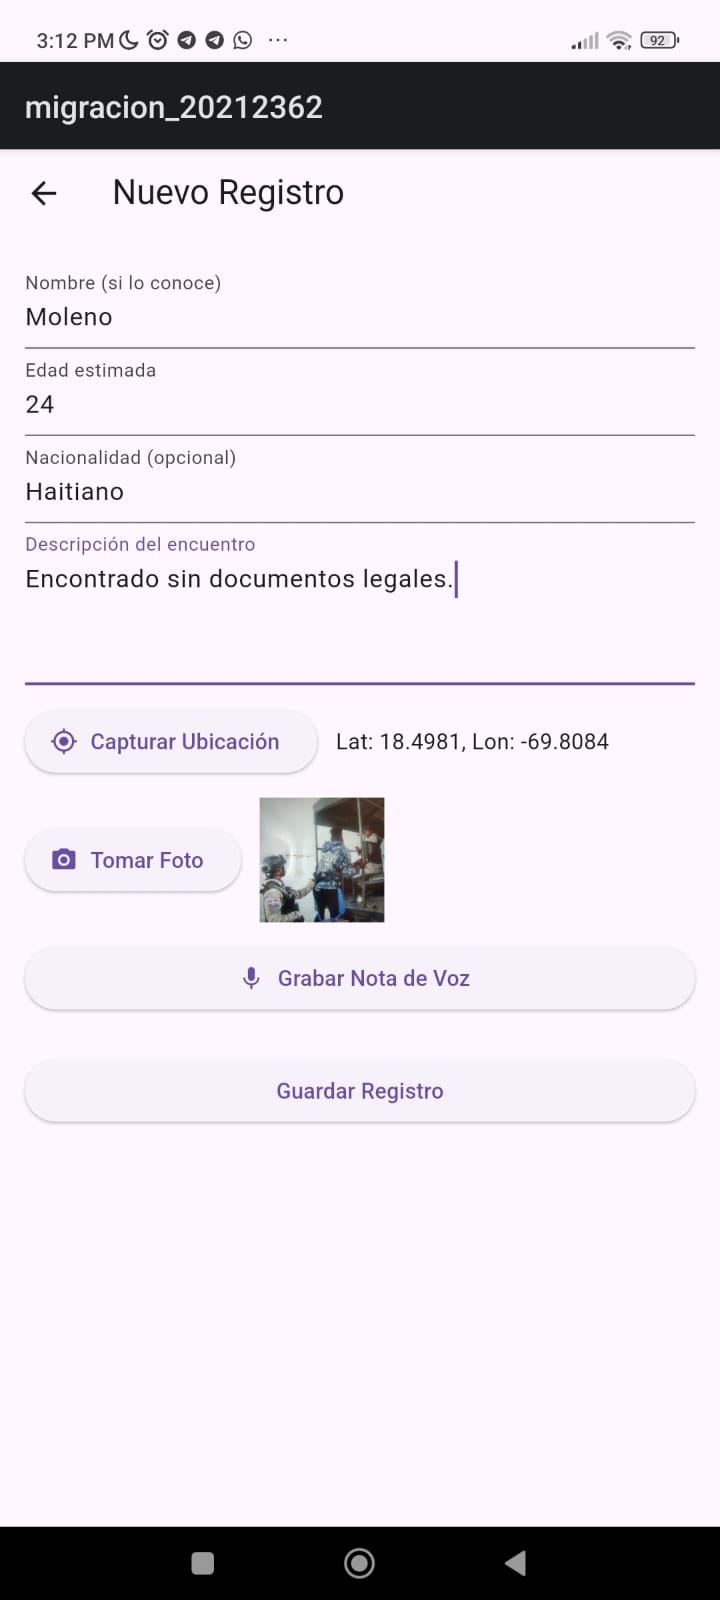 3:12 PM
92
migracion_20212362
Nuevo Registro
Nombre (si lo conoce)
Moleno
Edad estimada
24
Nacionalidad (opcional)
Haitiano
Descripción del encuentro
Encontrado sin documentos legales.
Capturar Ubicación Lat: 18.4981, Lon: -69.8084
Tomar Foto
Grabar Nota de Voz
Guardar Registro